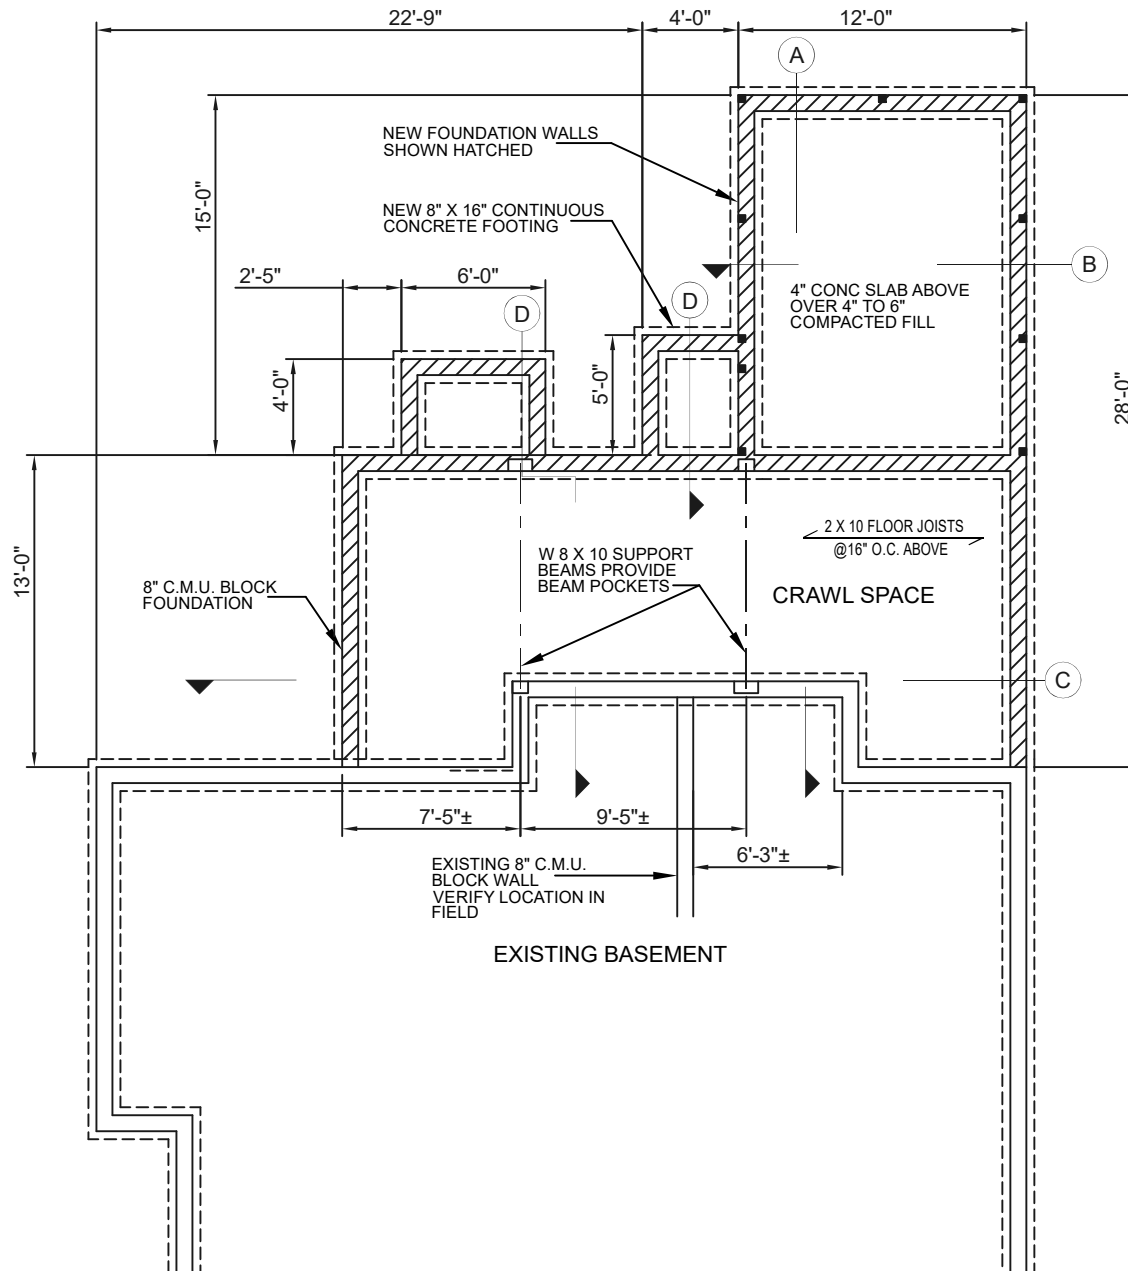 22'-9"
4'-0"
12'-0"
A
NEW FOUNDATION WALLS
SHOWN HATCHED
15'-0"
NEW 8" X 16" CONTINUOUS
CONCRETE FOOTING
2'-5"
6'-0"
D
D
B
4" CONC SLAB ABOVE
OVER 4" TO 6"
COMPACTED FILL
4'-0"
5'-0"
28'-0"
13'-0"
2 X 10 FLOOR JOISTS
@16" O.C. ABOVE
W 8 X 10 SUPPORT
BEAMS PROVIDE
BEAM POCKETS
8" C.M.U. BLOCK
FOUNDATION
CRAWL SPACE
C
7'-5"±
9'-5"±
6'-3"±
EXISTING 8" C.M.U.
BLOCK WALL
VERIFY LOCATION IN
FIELD
EXISTING BASEMENT